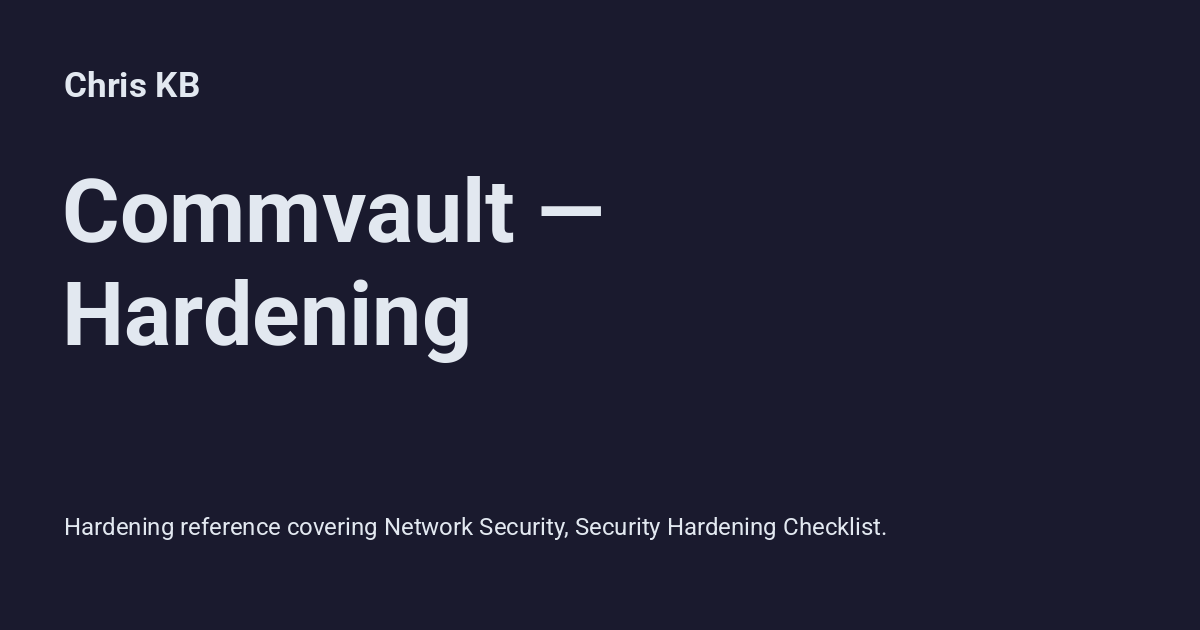 Chris KB
Commvault —
Hardening
Hardening reference covering Network Security, Security Hardening Checklist.